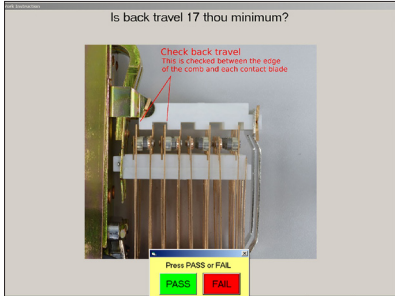 Is back travel 17 thou minimum?
Check back travel
This is checked between the edge
of the comb and each contact blade
Press PASS or FAIL
PASS
FAIL